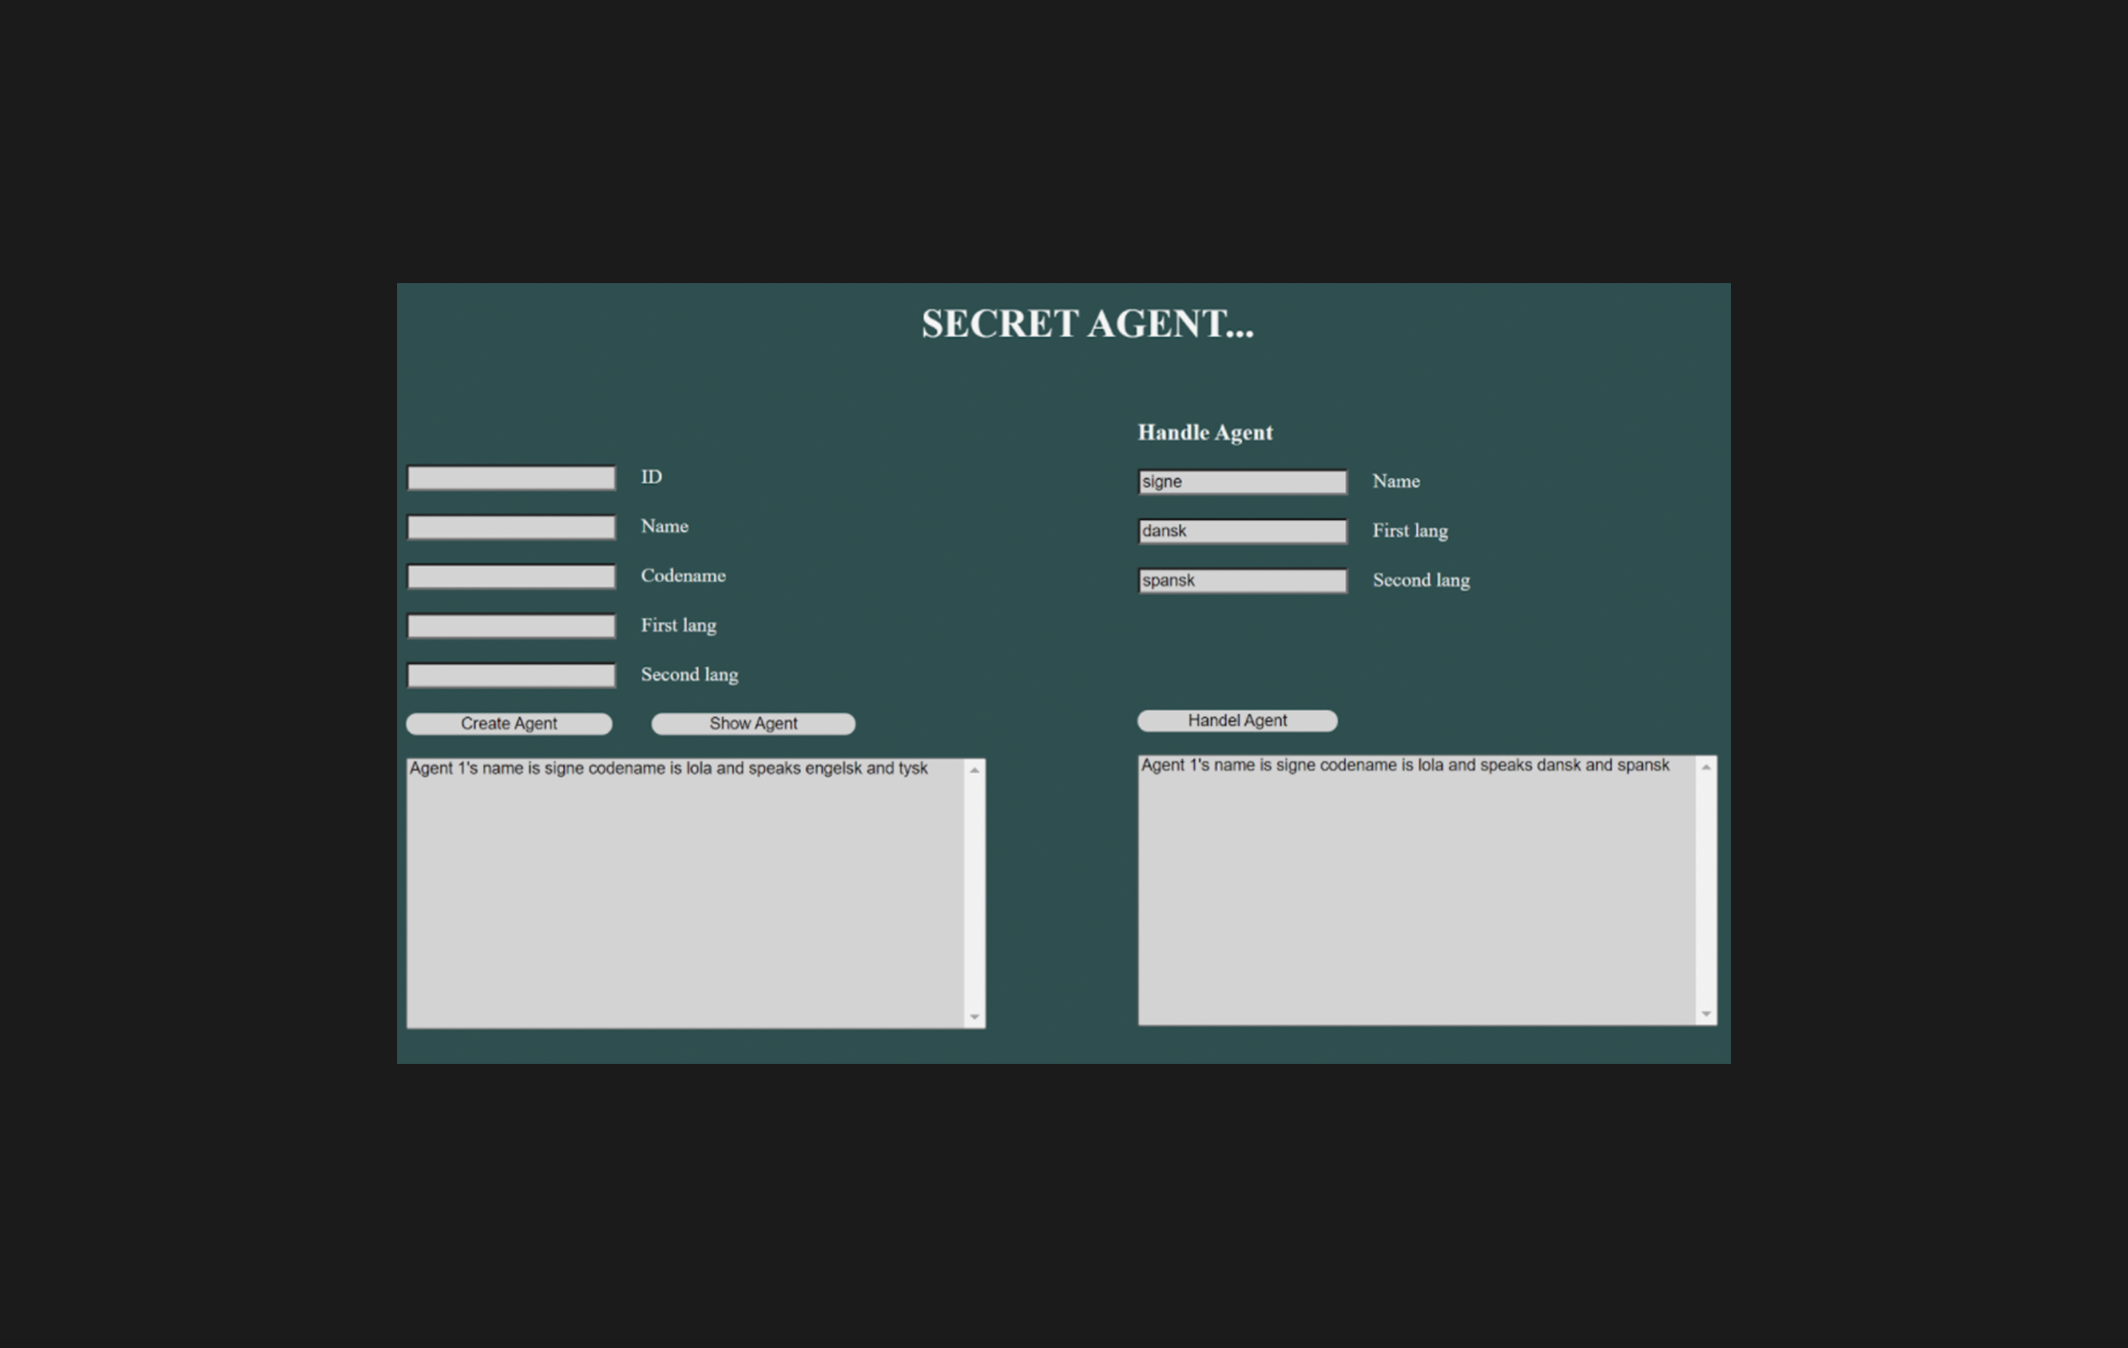 SECRET AGENT...
ID
Name
Codename
First lang
Second lang
Create Agent
Show Agent
Agent 1's name is signe codename is lola and speaks engelsk and tysk
Handle Agent
signe
Name
dansk
First lang
spansk
Second lang
Handel Agent
Agent 1's name is signe codename is lola and speaks dansk and spansk